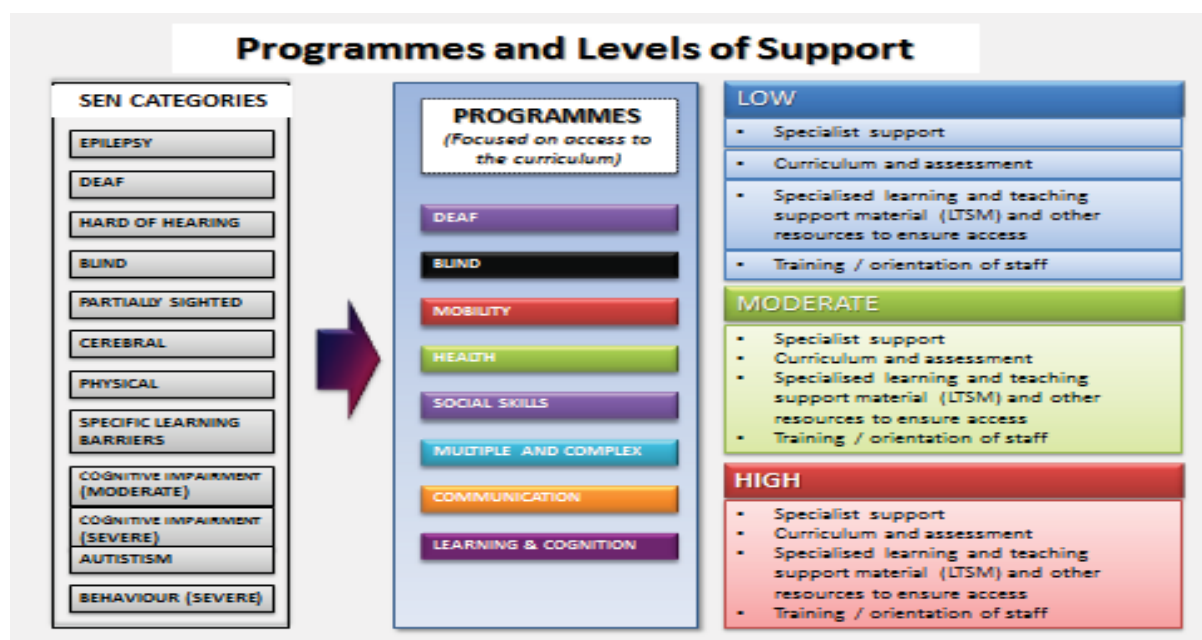 Programmes and Levels of Support
SEN CATEGORIES
EPILEPSY
DEAF
HARD OF HEARING
BLIND
PARTIALLY SIGHTED
CEREBRAL
PHYSICAL
SPECIFIC LEARNING
BARRIERS
COGNITIVE IMPAIRMENT
(MODERATE)
COGNITIVE IMPAIRMENT
(SEVERE)
AUTISTISM
BEHAVIOUR (SEVERE)
PROGRAMMES
(Focused on access to
the curriculum)
DEAF
BLIND
MOBILITY
HEALTH
SOCIAL SKILLS
MULTIPLE AND COMPLEX
COMMUNICATION
LEARNING & COGNITION
LOW
• Specialist support
• Curriculum and assessment
• Specialised learning and teaching
support material (LTSM) and other
resources to ensure access
• Training / orientation of staff
MODERATE
• Specialist support
• Curriculum and assessment
• Specialised learning and teaching
support material (LTSM) and other
resources to ensure access
• Training / orientation of staff
HIGH
• Specialist support
• Curriculum and assessment
• Specialised learning and teaching
support material (LTSM) and other
resources to ensure access
• Training / orientation of staff